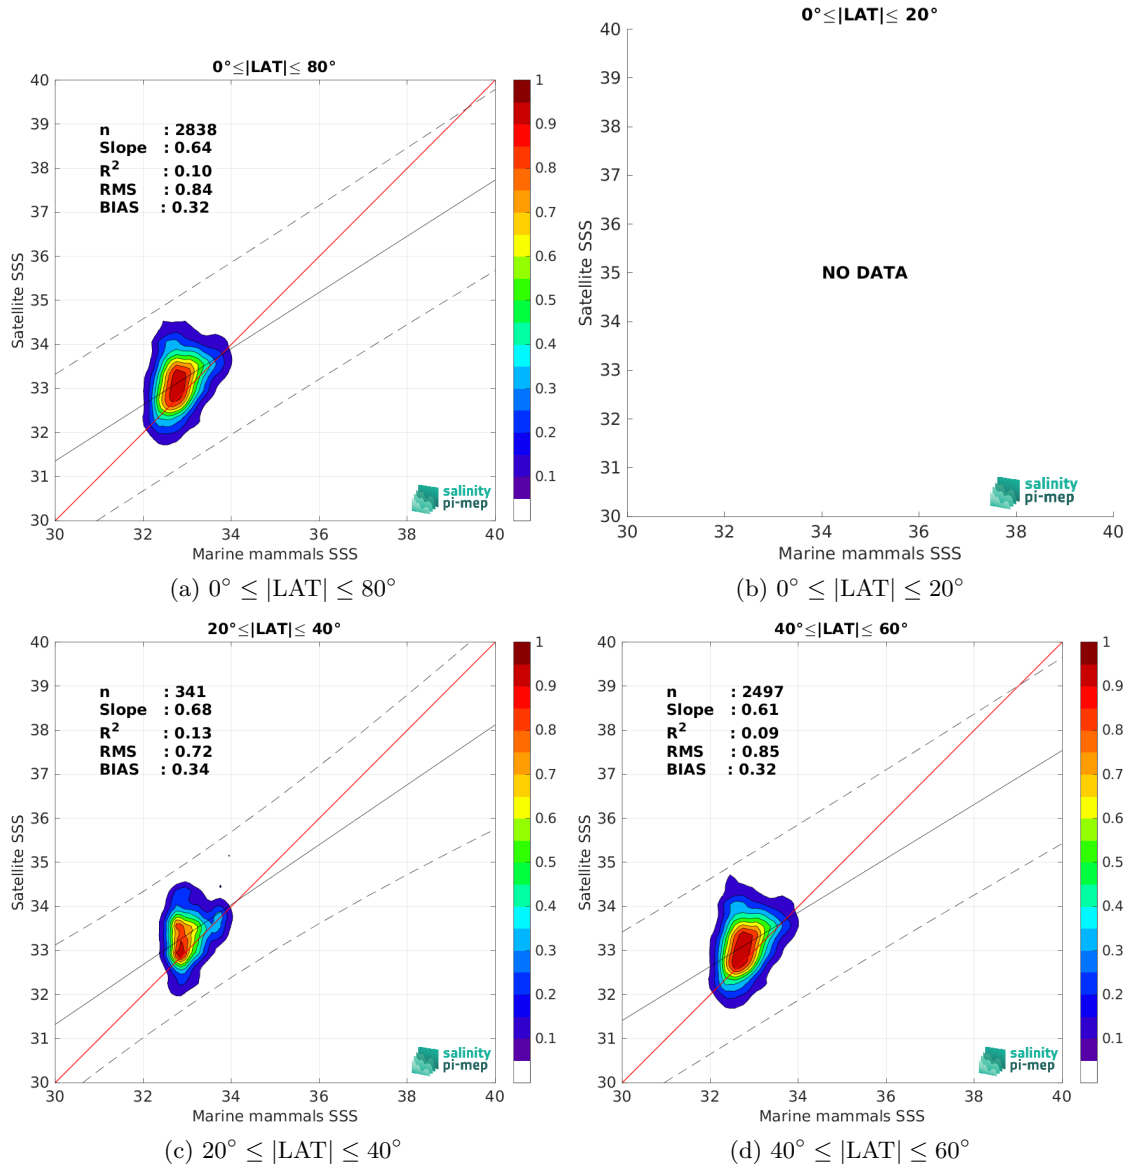 0°≤|LAT|≤ 80°
40
39
38
37
36
35
34
33
32
31
30
Satellite SSS
n : 2838
Slope : 0.64
R² : 0.10
RMS : 0.84
BIAS : 0.32
salinity
pi-mep
30 32 34 36 38 40
Marine mammals SSS
1
0.9
0.8
0.7
0.6
0.5
0.4
0.3
0.2
0.1
(a) 0° ≤ |LAT| ≤ 80°
0°≤|LAT|≤ 20°
40
39
38
37
36
35
34
33
32
31
30
Satellite SSS
NO DATA
salinity
pi-mep
30 32 34 36 38 40
Marine mammals SSS
(b) 0° ≤ |LAT| ≤ 20°
20°≤|LAT|≤ 40°
40
39
38
37
36
35
34
33
32
31
30
Satellite SSS
n : 341
Slope : 0.68
R² : 0.13
RMS : 0.72
BIAS : 0.34
salinity
pi-mep
30 32 34 36 38 40
Marine mammals SSS
1
0.9
0.8
0.7
0.6
0.5
0.4
0.3
0.2
0.1
(c) 20° ≤ |LAT| ≤ 40°
40°≤|LAT|≤ 60°
40
39
38
37
36
35
34
33
32
31
30
Satellite SSS
n : 2497
Slope : 0.61
R² : 0.09
RMS : 0.85
BIAS : 0.32
salinity
pi-mep
30 32 34 36 38 40
Marine mammals SSS
1
0.9
0.8
0.7
0.6
0.5
0.4
0.3
0.2
0.1
(d) 40° ≤ |LAT| ≤ 60°